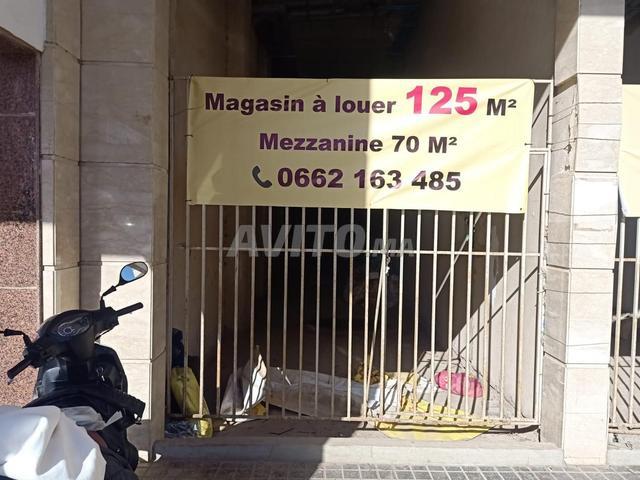 Magasin à louer 125 M²
Mezzanine 70 M²
0662 163 485
AVITO.MA